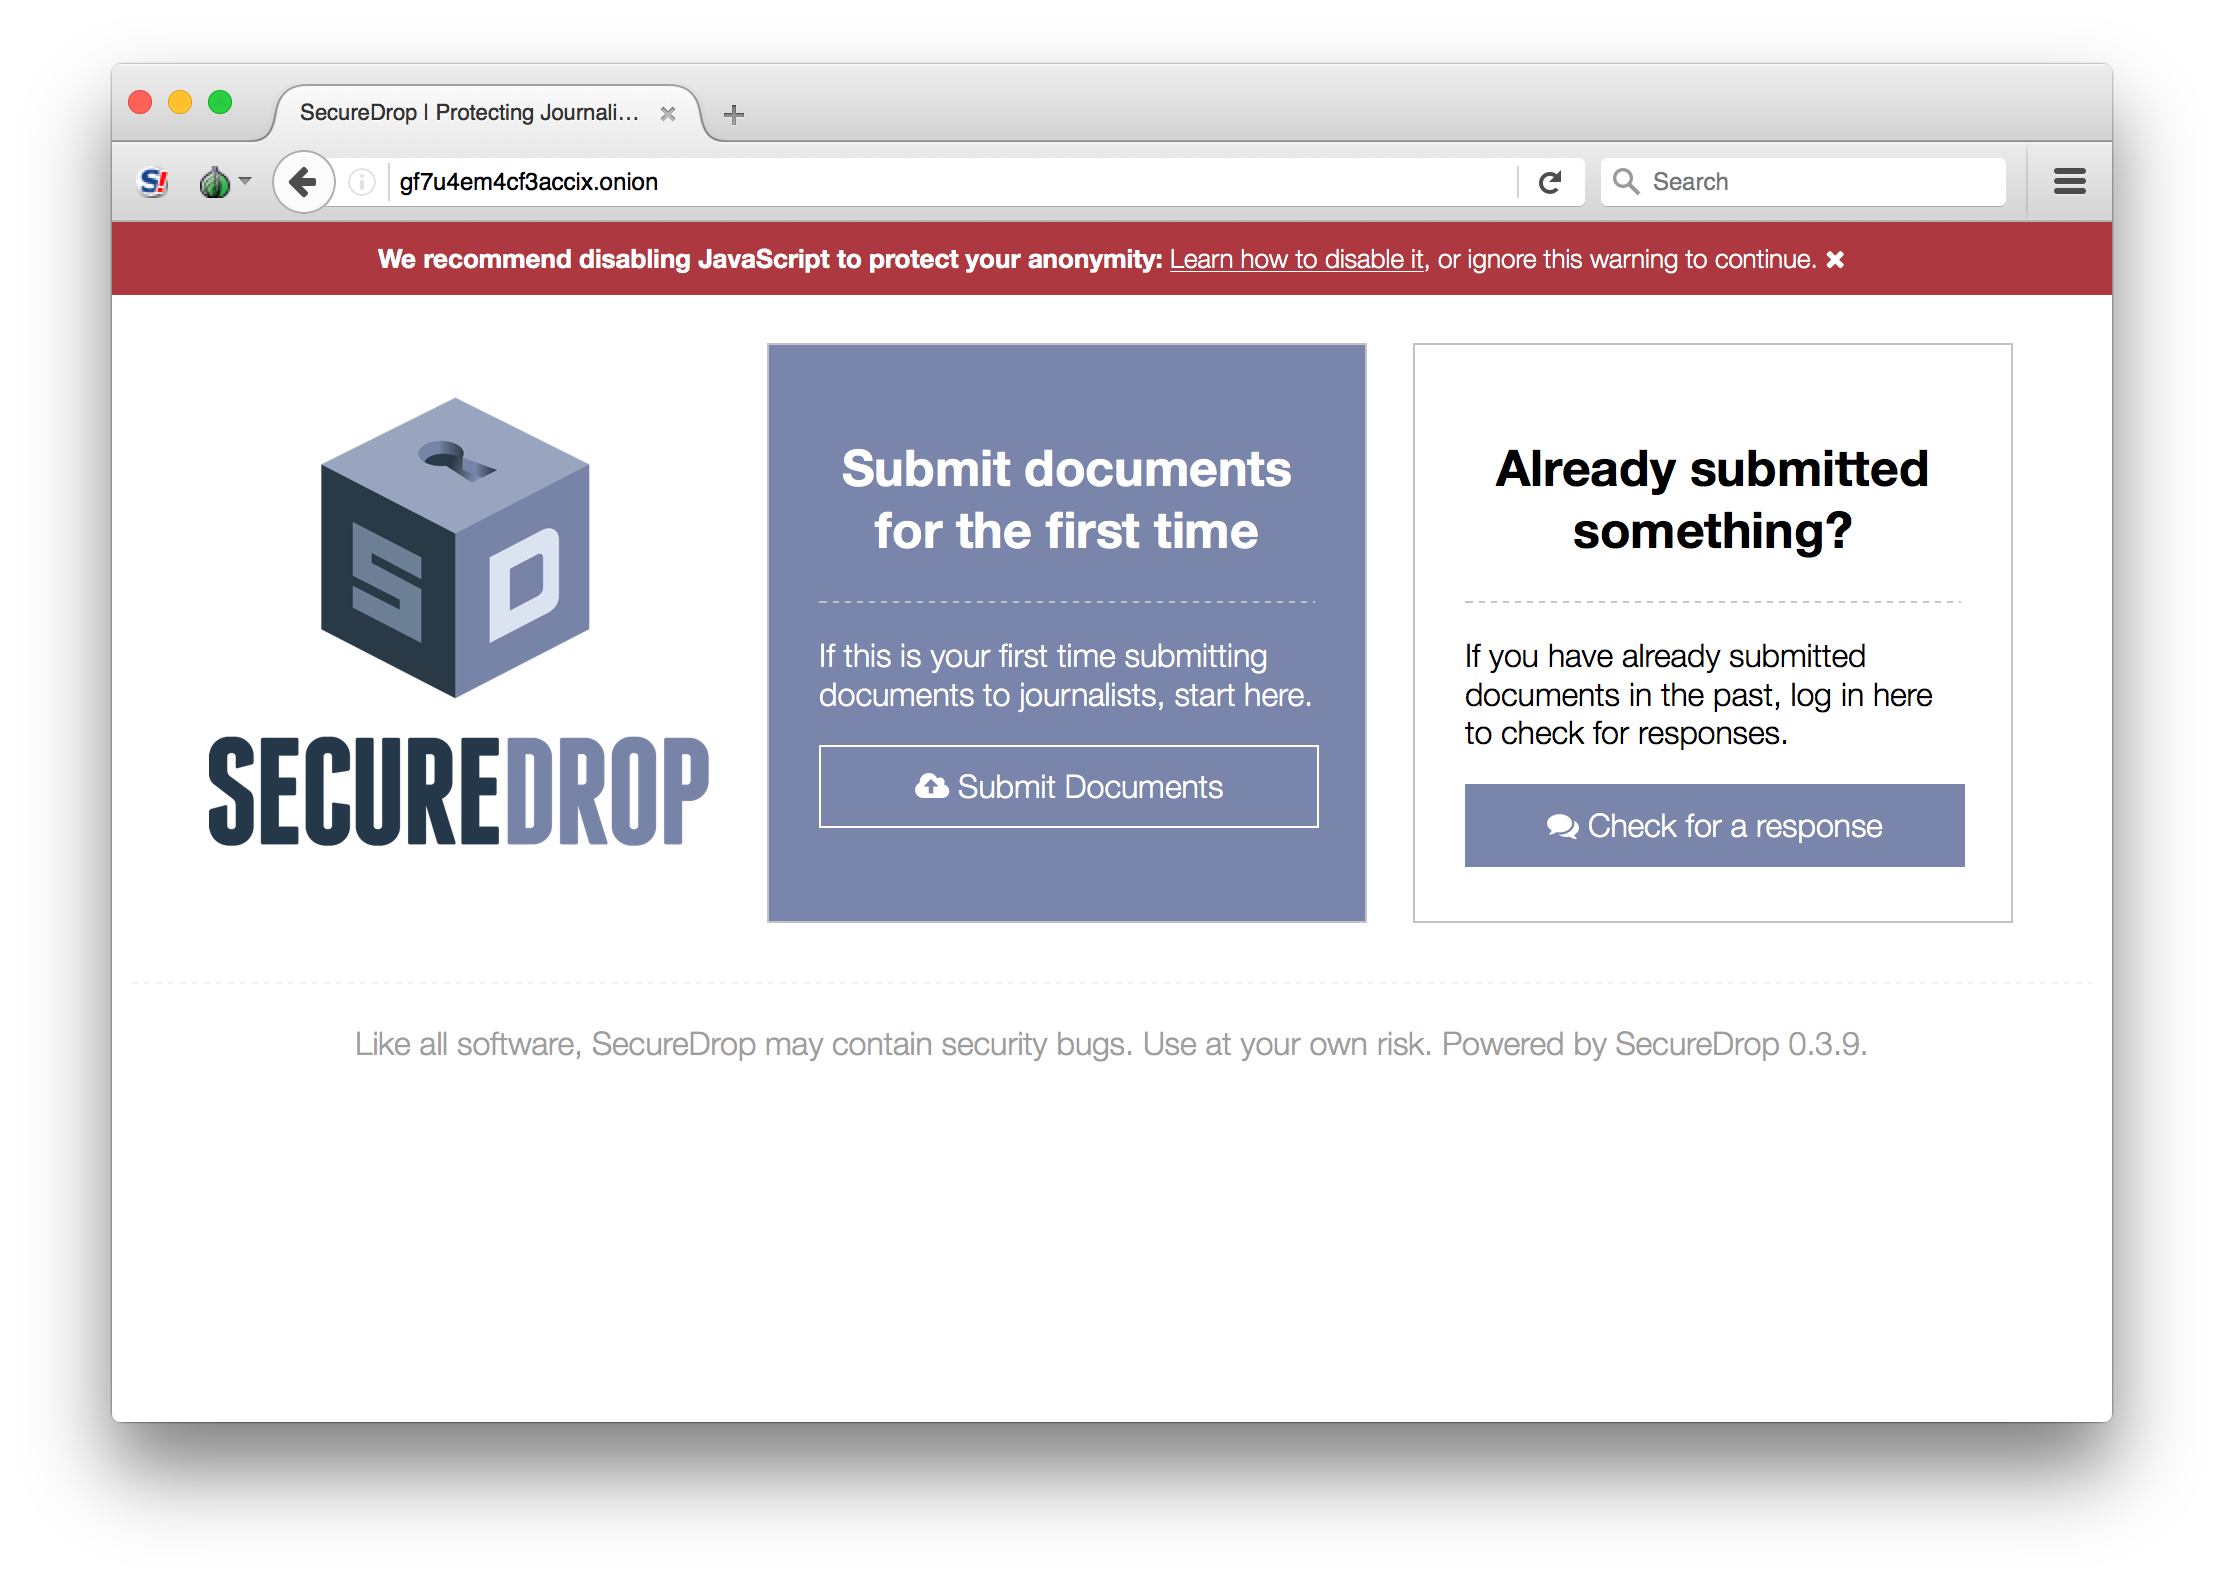 SecureDrop | Protecting Journali...
S!
gf7u4em4cf3accix.onion
Search
We recommend disabling JavaScript to protect your anonymity: Learn how to disable it, or ignore this warning to continue.
S D
SECUREDROP
Submit documents
for the first time
If this is your first time submitting
documents to journalists, start here.
Submit Documents
Already submitted
something?
If you have already submitted
documents in the past, log in here
to check for responses.
Check for a response
Like all software, SecureDrop may contain security bugs. Use at your own risk. Powered by SecureDrop 0.3.9.